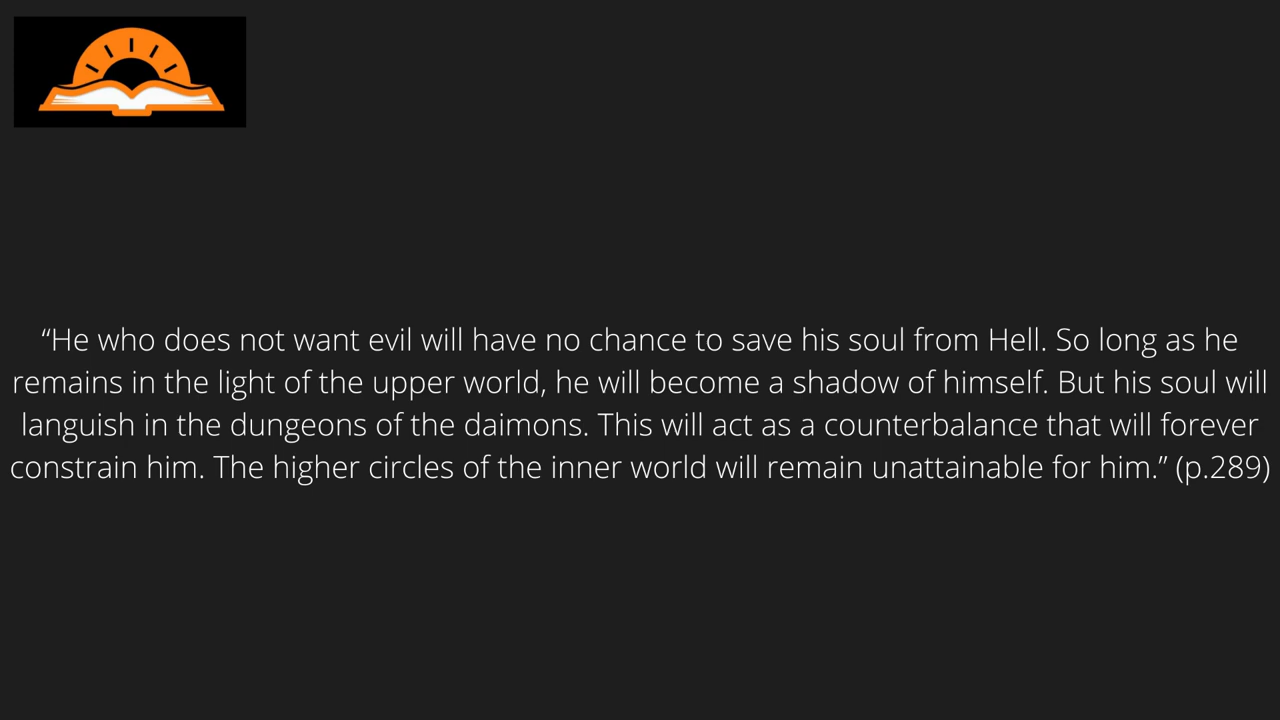 “He who does not want evil will have no chance to save his soul from Hell. So long as he
remains in the light of the upper world, he will become a shadow of himself. But his soul will
languish in the dungeons of the daimons. This will act as a counterbalance that will forever
constrain him. The higher circles of the inner world will remain unattainable for him.” (p.289)